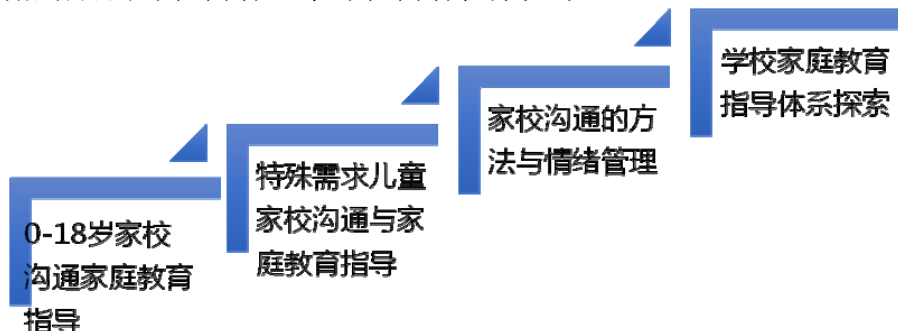 0-18岁家校
沟通家庭教育
指导
特殊需求儿童
家校沟通与家
庭教育指导
家校沟通的方
法与情绪管理
学校家庭教育
指导体系探索